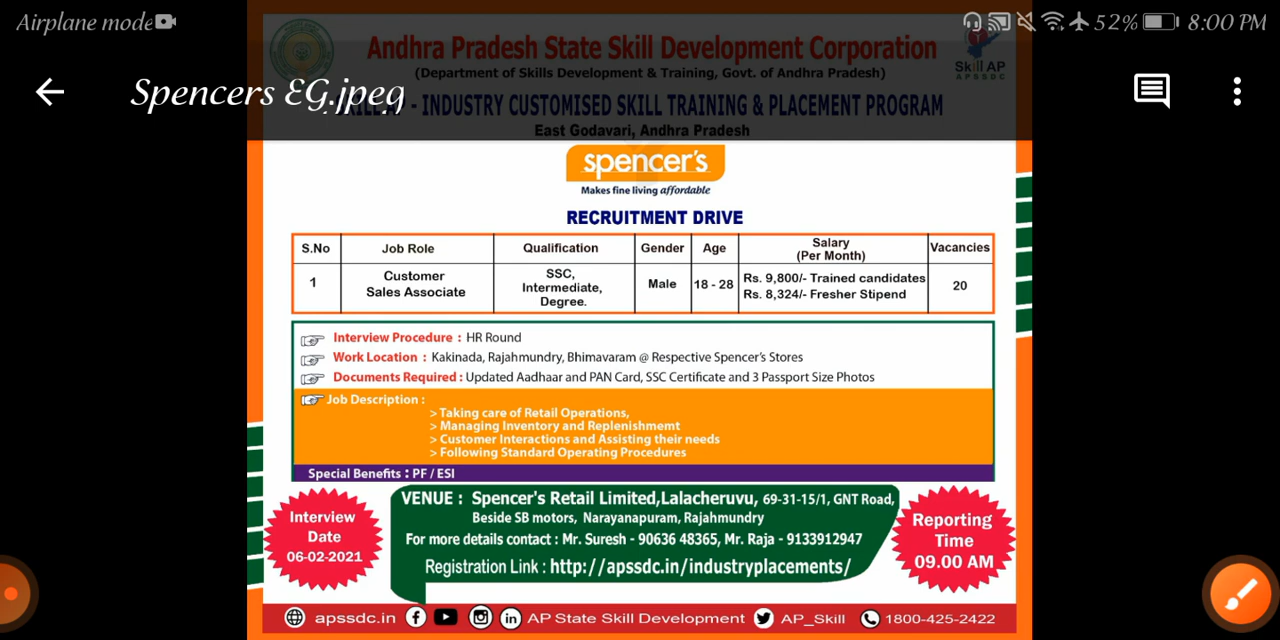 Airplane mode
52% 8:00 PM
Spencers EG.jpeg
Andhra Pradesh State Skill Development Corporation
(Department of Skills Development & Training, Govt. of Andhra Pradesh)
Skill AP
APSSDC
- INDUSTRY CUSTOMISED SKILL TRAINING & PLACEMENT PROGRAM
East Godavari, Andhra Pradesh
spencer's
Makes fine living affordable
RECRUITMENT DRIVE
S.No Job Role Qualification Gender Age Salary (Per Month) Vacancies
1 Customer Sales Associate SSC, Intermediate, Degree. Male 18 - 28 Rs. 9,800/- Trained candidates Rs. 8,324/- Fresher Stipend 20
Interview Procedure : HR Round
Work Location : Kakinada, Rajahmundry, Bhimavaram @ Respective Spencer's Stores
Documents Required : Updated Aadhaar and PAN Card, SSC Certificate and 3 Passport Size Photos
Job Description :
> Taking care of Retail Operations,
> Managing Inventory and Replenishmemt
> Customer Interactions and Assisting their needs
> Following Standard Operating Procedures
Special Benefits : PF / ESI
Interview
Date
06-02-2021
VENUE : Spencer's Retail Limited,Lalacheruvu, 69-31-15/1, GNT Road,
Beside SB motors, Narayanapuram, Rajahmundry
For more details contact : Mr. Suresh - 90636 48365, Mr. Raja - 9133912947
Registration Link : http://apssdc.in/industryplacements/
Reporting
Time
09.00 AM
apssdc.in AP State Skill Development AP_Skill 1800-425-2422